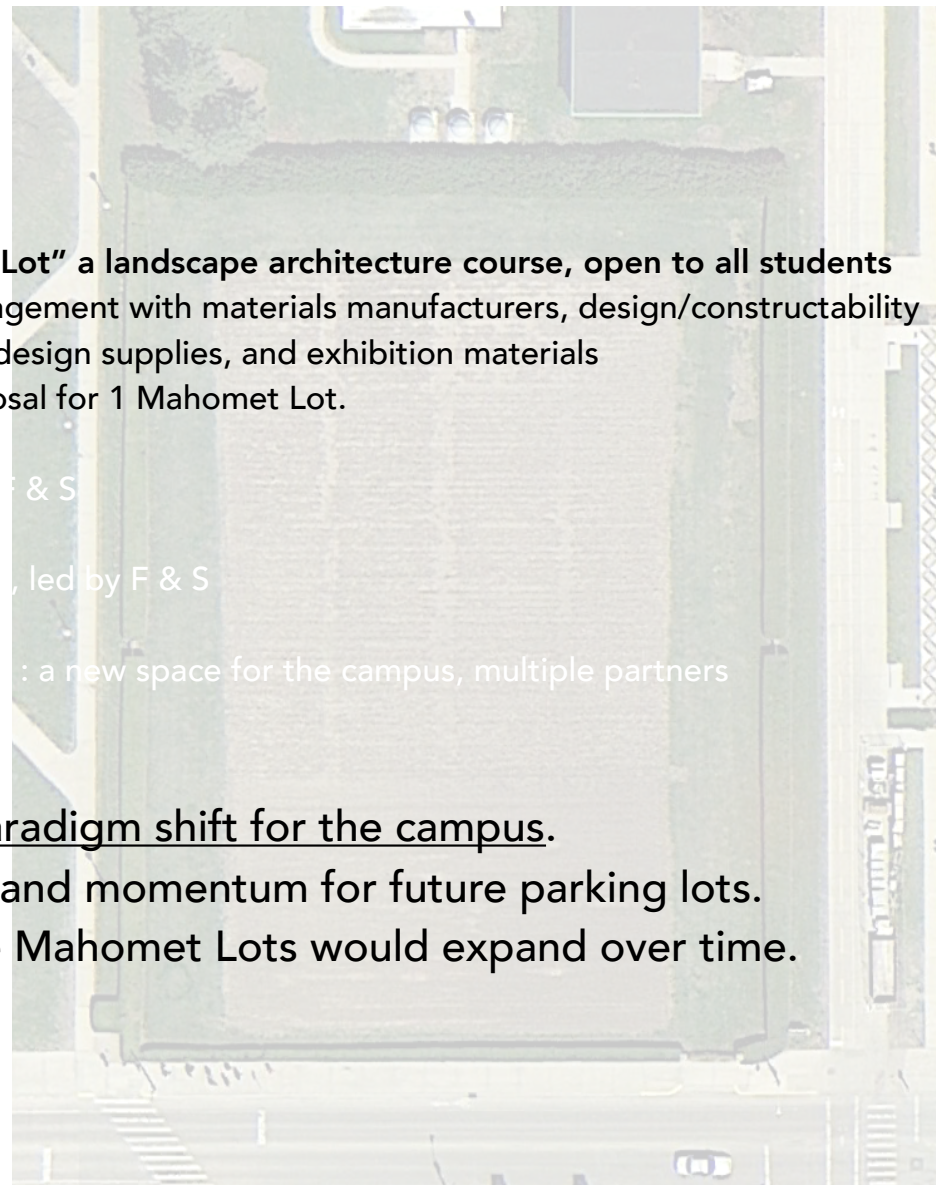 Lot” a landscape architecture course, open to all students
agement with materials manufacturers, design/constructability
design supplies, and exhibition materials
osal for 1 Mahomet Lot.
F & S
, led by F & S
: a new space for the campus, multiple partners
radigm shift for the campus.
and momentum for future parking lots.
Mahomet Lots would expand over time.